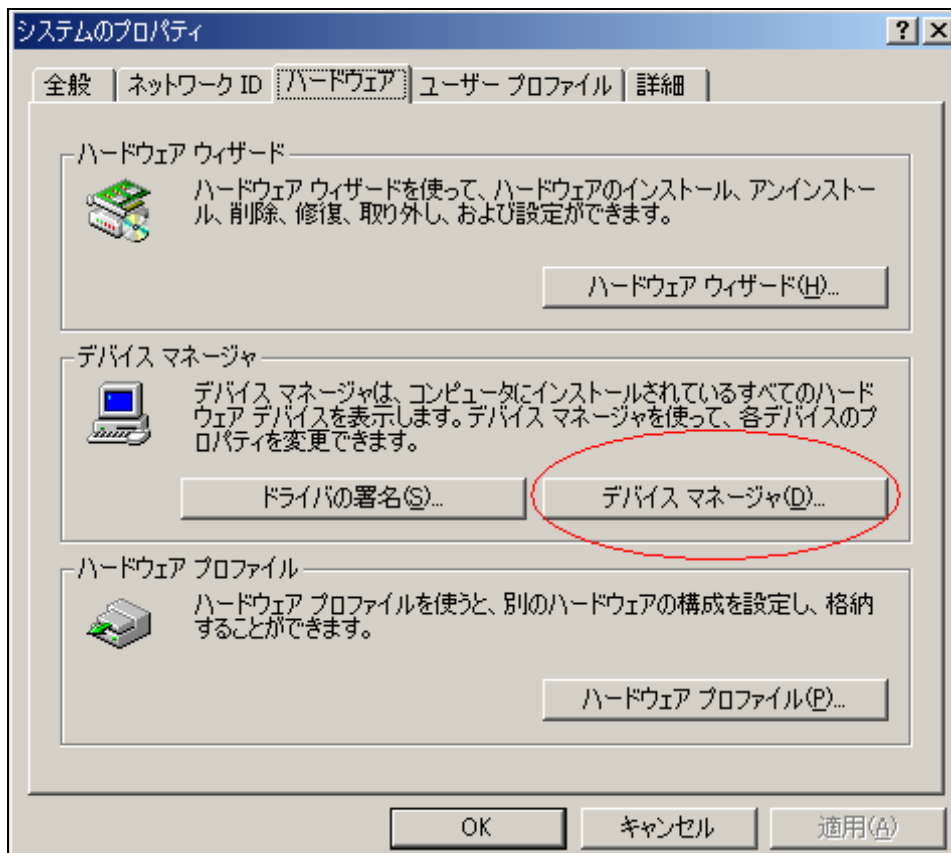 システムのプロパティ
全般
ネットワーク ID
ハードウェア
ユーザー プロファイル
詳細
ハードウェア ウィザード
ハードウェア ウィザードを使って、ハードウェアのインストール、アンインストー
ル、削除、修復、取り外し、および設定ができます。
ハードウェア ウィザード(H)...
デバイス マネージャ
デバイス マネージャは、コンピュータにインストールされているすべてのハード
ウェア デバイスを表示します。デバイス マネージャを使って、各デバイスのプ
ロパティを変更できます。
ドライバの署名(S)...
デバイス マネージャ(D)...
ハードウェア プロファイル
ハードウェア プロファイルを使うと、別のハードウェアの構成を設定し、格納
することができます。
ハードウェア プロファイル(P)...
OK
キャンセル
適用(A)